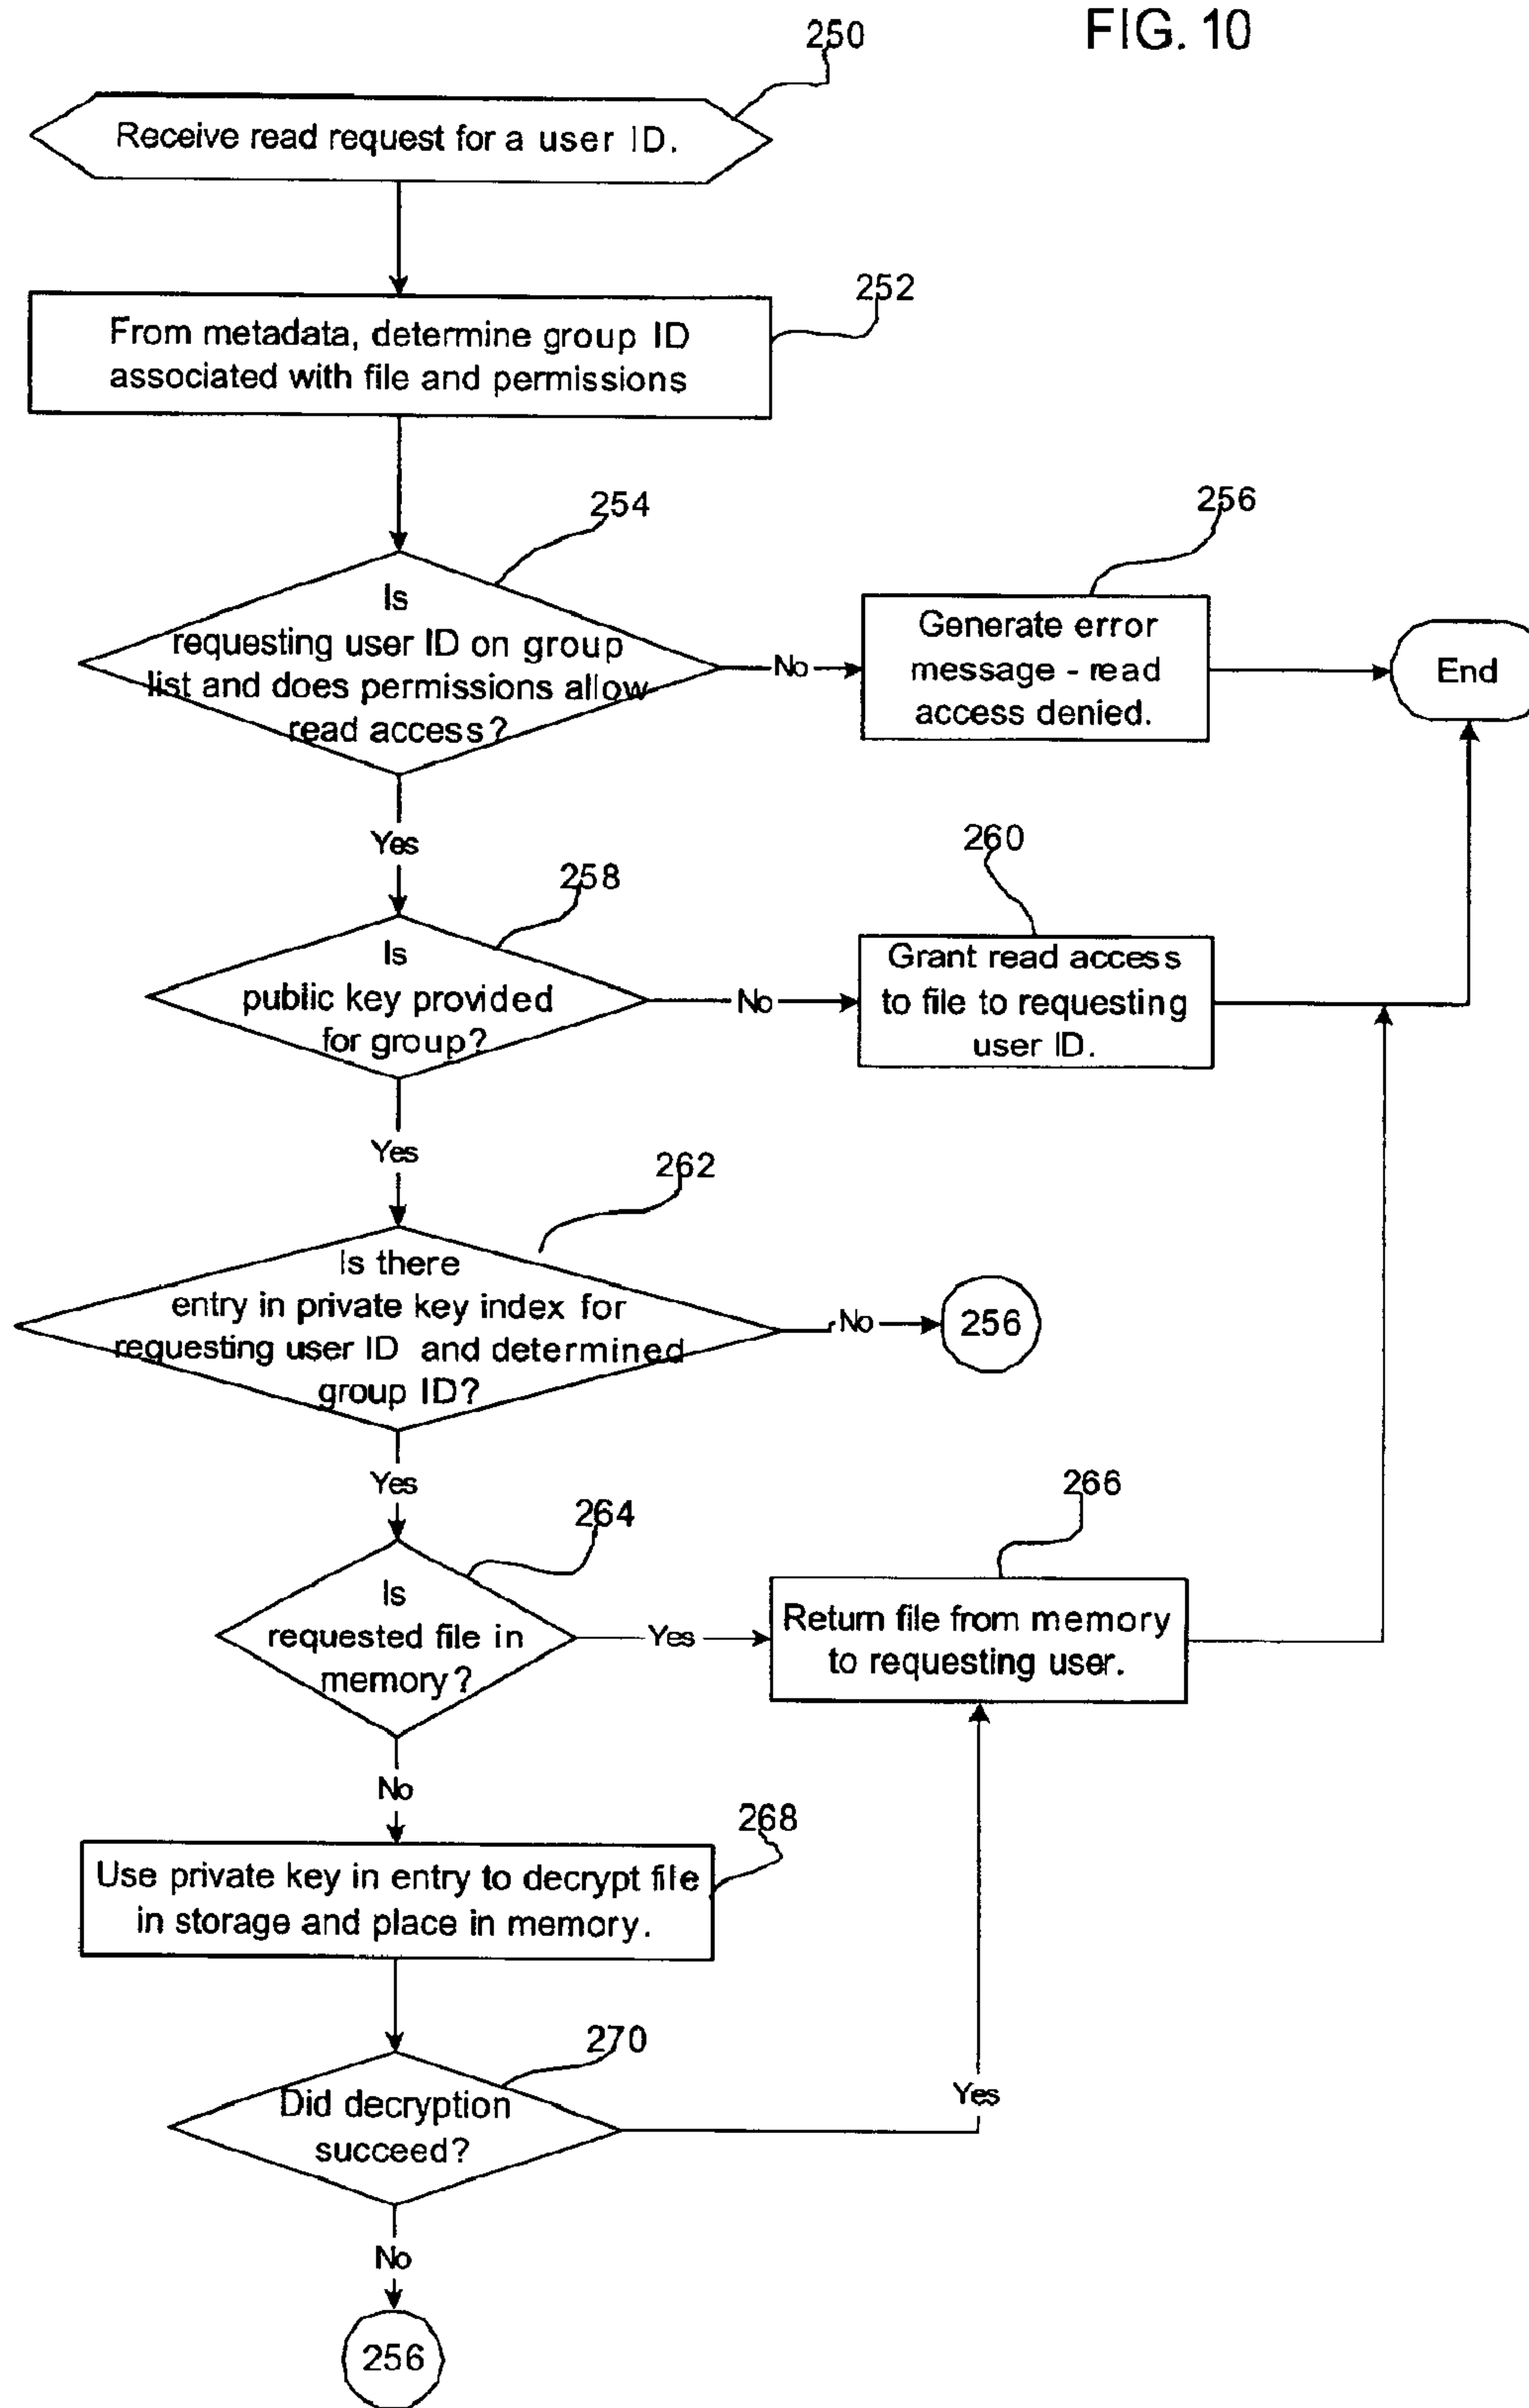 FIG. 10
250
Receive read request for a user ID.
252
From metadata, determine group ID
associated with file and permissions
254
Is
requesting user ID on group
list and does permissions allow
read access?
No
256
Generate error
message - read
access denied.
End
Yes
258
Is
public key provided
for group?
No
260
Grant read access
to file to requesting
user ID.
Yes
262
Is there
entry in private key index for
requesting user ID and determined
group ID?
No
256
Yes
264
Is
requested file in
memory?
Yes
266
Return file from memory
to requesting user.
No
268
Use private key in entry to decrypt file
in storage and place in memory.
270
Did decryption
succeed?
Yes
No
256